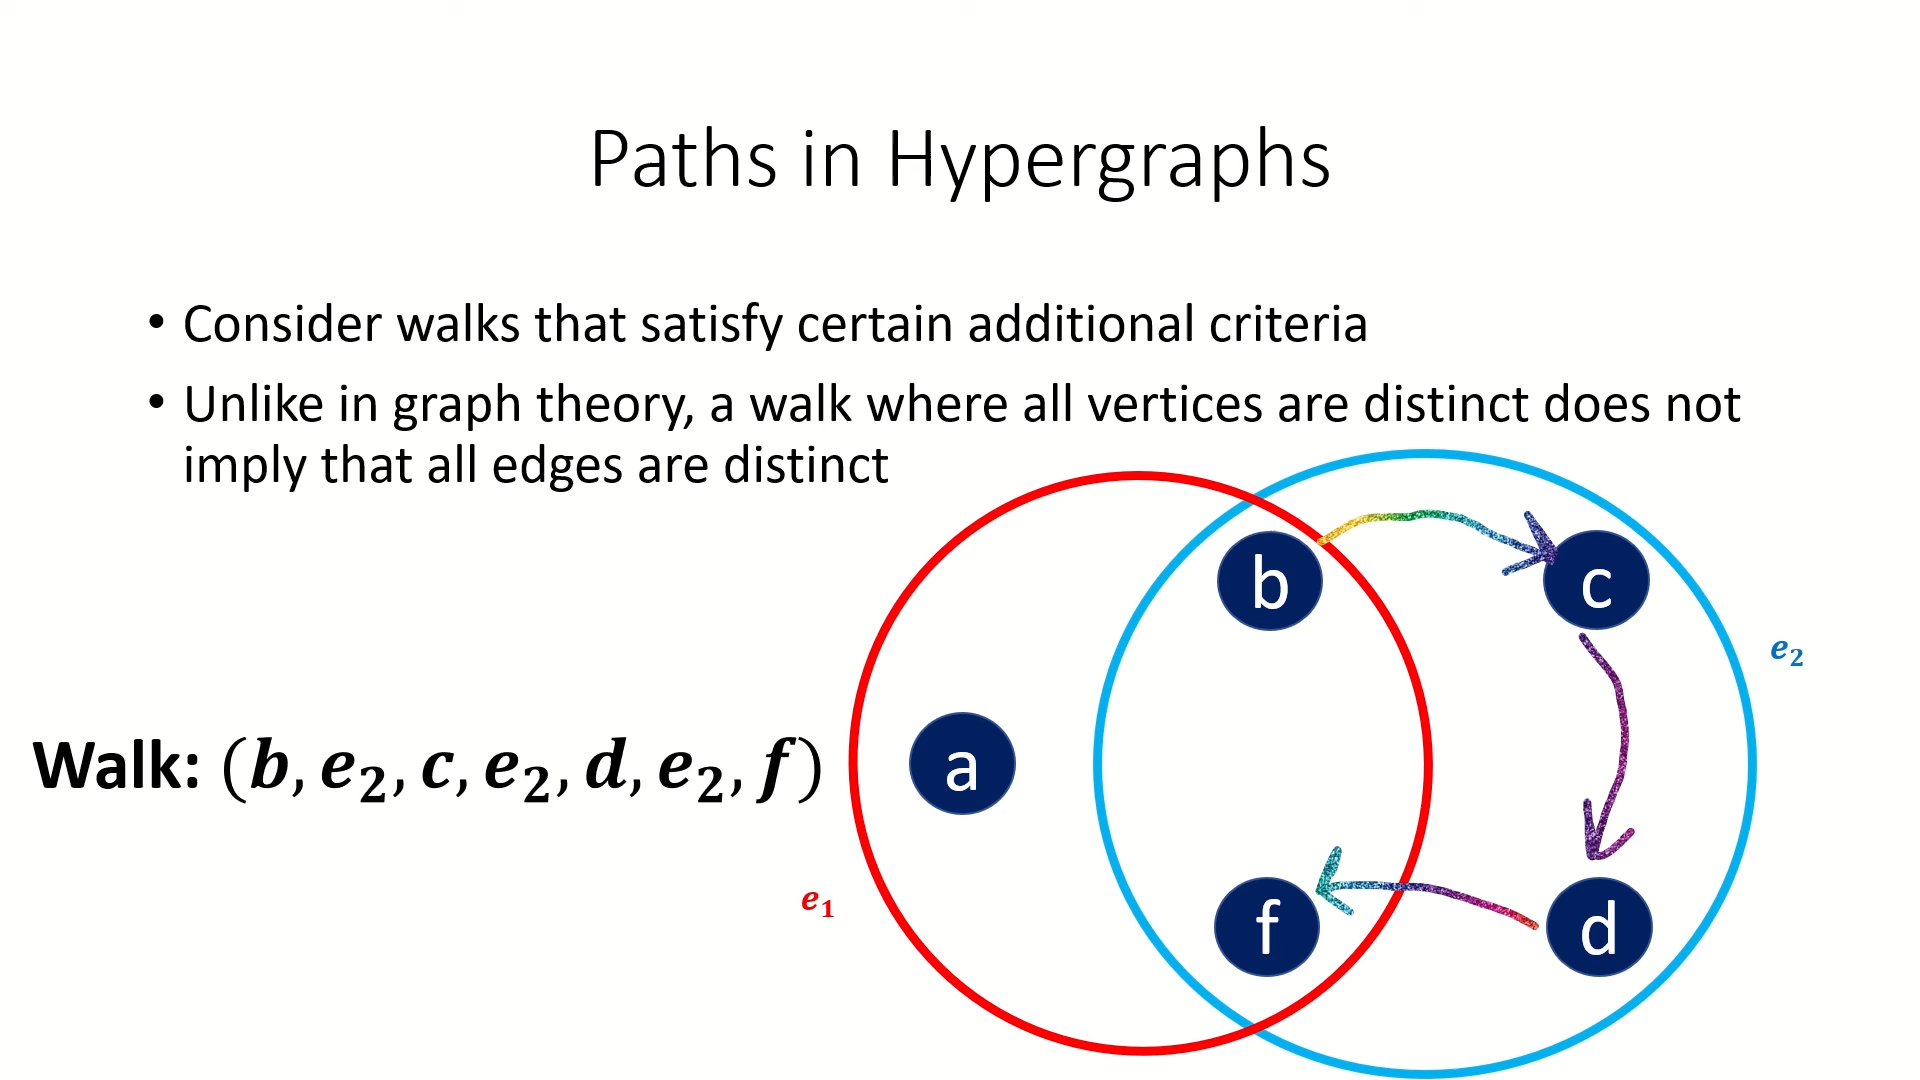 Paths in Hypergraphs
• Consider walks that satisfy certain additional criteria
• Unlike in graph theory, a walk where all vertices are distinct does not
imply that all edges are distinct
b
c
e₂
Walk: (b, e₂, c, e₂, d, e₂, f)
a
e₁
f
d